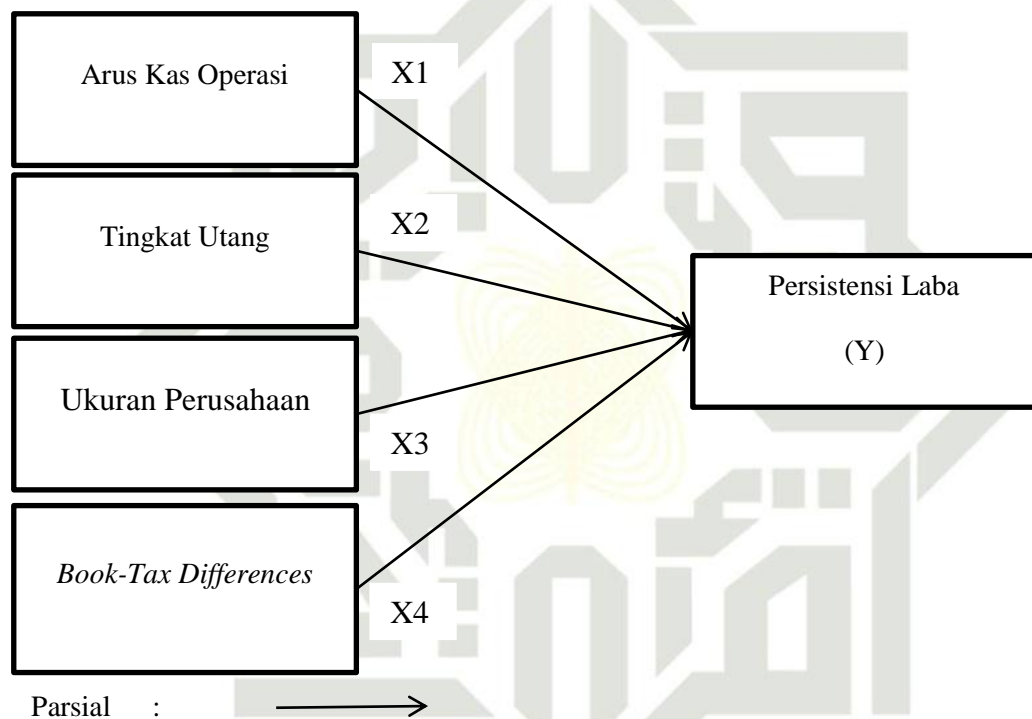 Arus Kas Operasi
X1
Tingkat Utang
X2
Persistensi Laba
(Y)
Ukuran Perusahaan
X3
Book-Tax Differences
X4
Parsial :